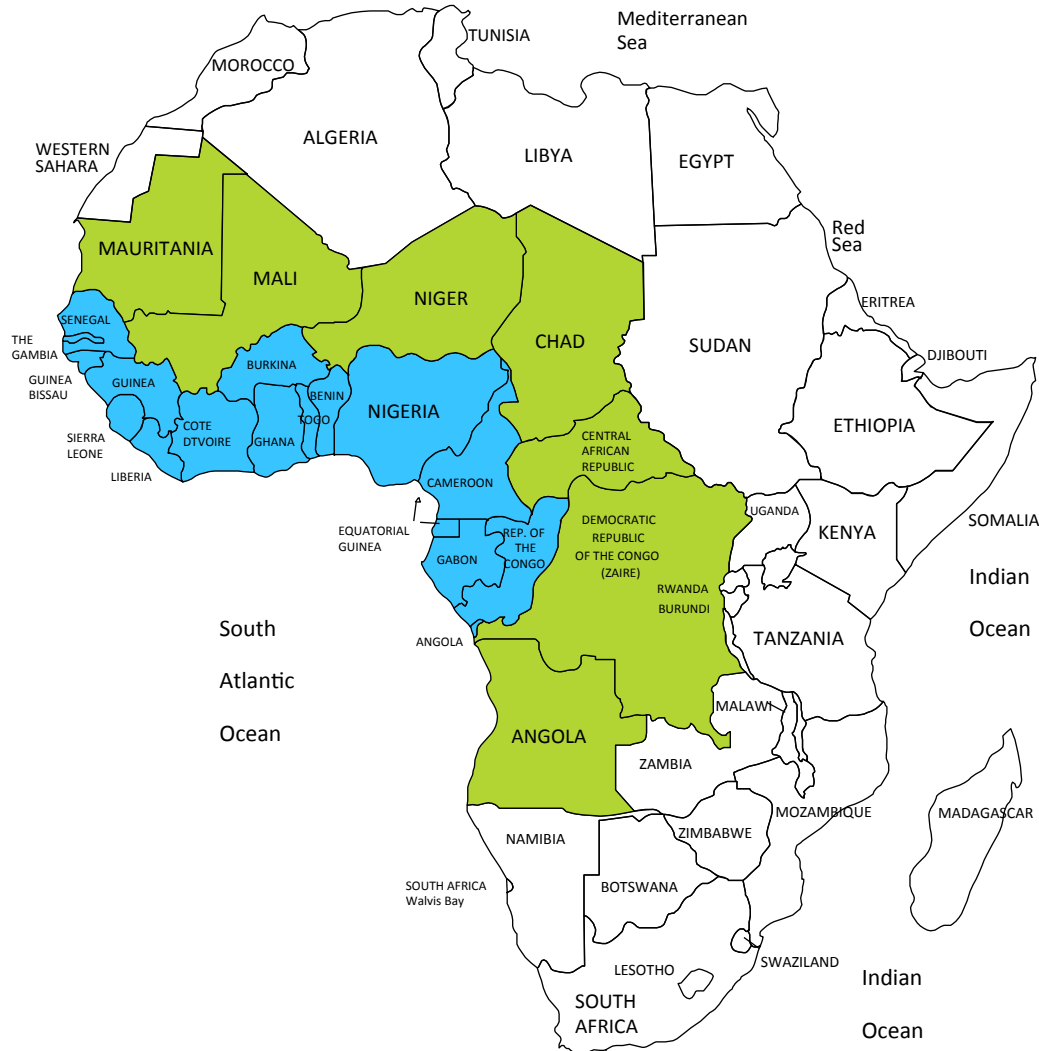 Mediterranean
Sea
TUNISIA
MOROCCO
ALGERIA
LIBYA
EGYPT
WESTERN
SAHARA
Red
Sea
MAURITANIA
MALI
NIGER
CHAD
SUDAN
ERITREA
DJIBOUTI
SENEGAL
THE
GAMBIA
GUINEA
BISSAU
GUINEA
BURKINA
BENIN
TOGO
NIGERIA
ETHIOPIA
SIERRA
LEONE
LIBERIA
COTE
DTVOIRE
GHANA
CENTRAL
AFRICAN
REPUBLIC
CAMEROON
EQUATORIAL
GUINEA
GABON
REP. OF
THE
CONGO
DEMOCRATIC
REPUBLIC
OF THE CONGO
(ZAIRE)
UGANDA
KENYA
SOMALIA
RWANDA
BURUNDI
TANZANIA
Indian
Ocean
South
Atlantic
Ocean
ANGOLA
ANGOLA
MALAWI
ZAMBIA
MOZAMBIQUE
MADAGASCAR
NAMIBIA
ZIMBABWE
BOTSWANA
SOUTH AFRICA
Walvis Bay
LESOTHO
SWAZILAND
SOUTH
AFRICA
Indian
Ocean